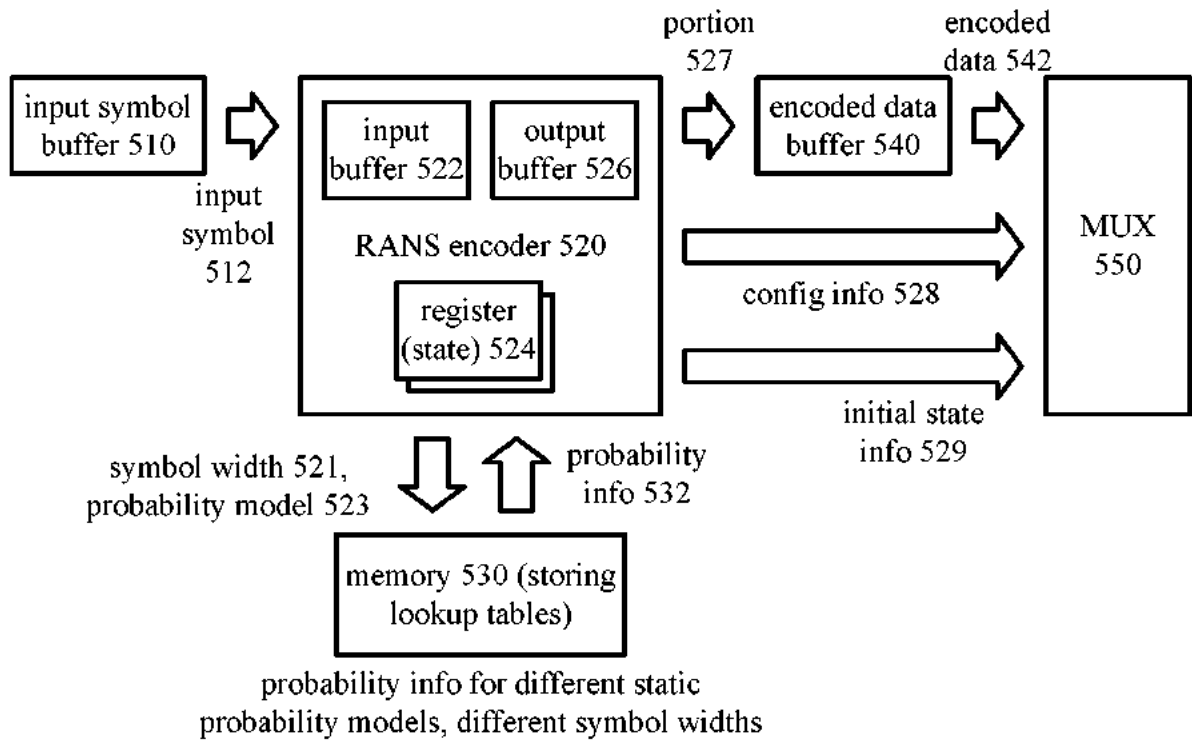 input symbol
buffer 510
input
symbol
512
input
buffer 522
output
buffer 526
RANS encoder 520
register
(state) 524
portion
527
encoded data
buffer 540
encoded
data 542
MUX
550
config info 528
initial state
info 529
symbol width 521,
probability model 523
probability
info 532
memory 530 (storing
lookup tables)
probability info for different static
probability models, different symbol widths